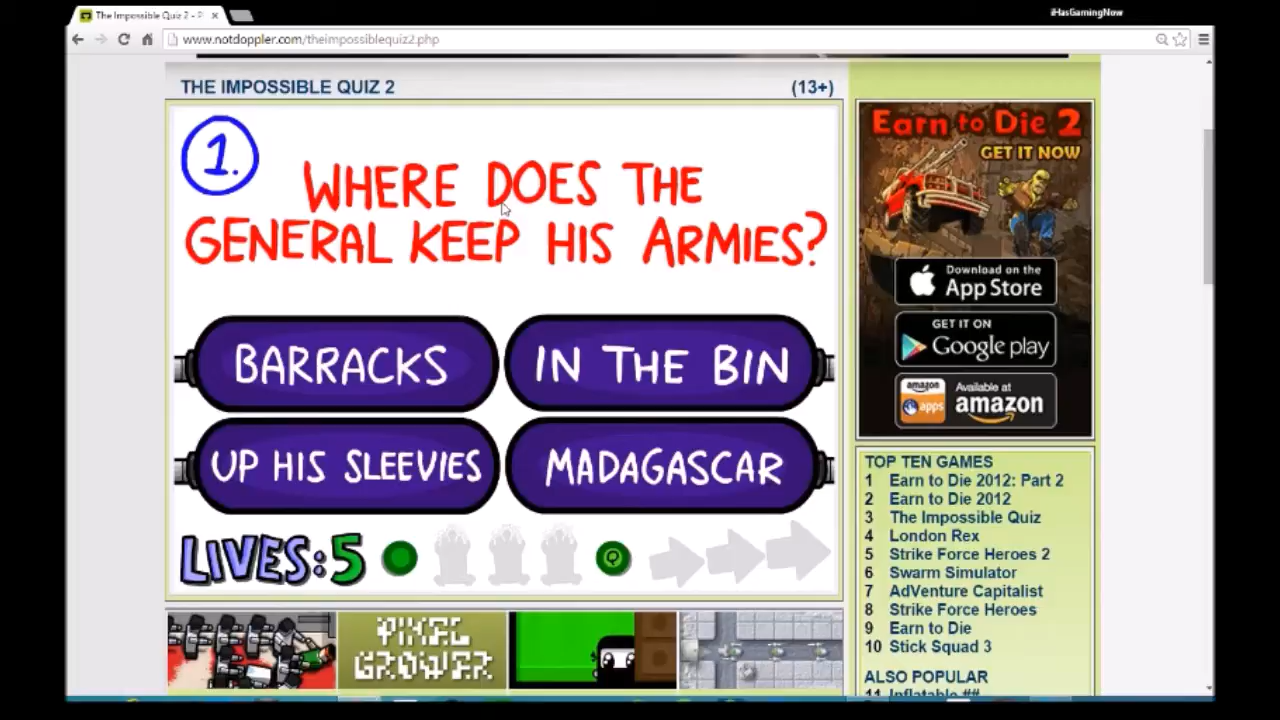 The Impossible Quiz 2 - P
iHasGamingNow
www.notdoppler.com/theimpossiblequiz2.php
THE IMPOSSIBLE QUIZ 2
(13+)
1.
WHERE DOES THE
GENERAL KEEP HIS ARMIES?
BARRACKS
IN THE BIN
UP HIS SLEEVIES
MADAGASCAR
LIVES:5
Q
PIXEL
GROWER
Earn to Die 2
GET IT NOW
Download on the
App Store
GET IT ON
Google play
amazon
apps
Available at
amazon
TOP TEN GAMES
1 Earn to Die 2012: Part 2
2 Earn to Die 2012
3 The Impossible Quiz
4 London Rex
5 Strike Force Heroes 2
6 Swarm Simulator
7 AdVenture Capitalist
8 Strike Force Heroes
9 Earn to Die
10 Stick Squad 3
ALSO POPULAR
11 Inflatable ##